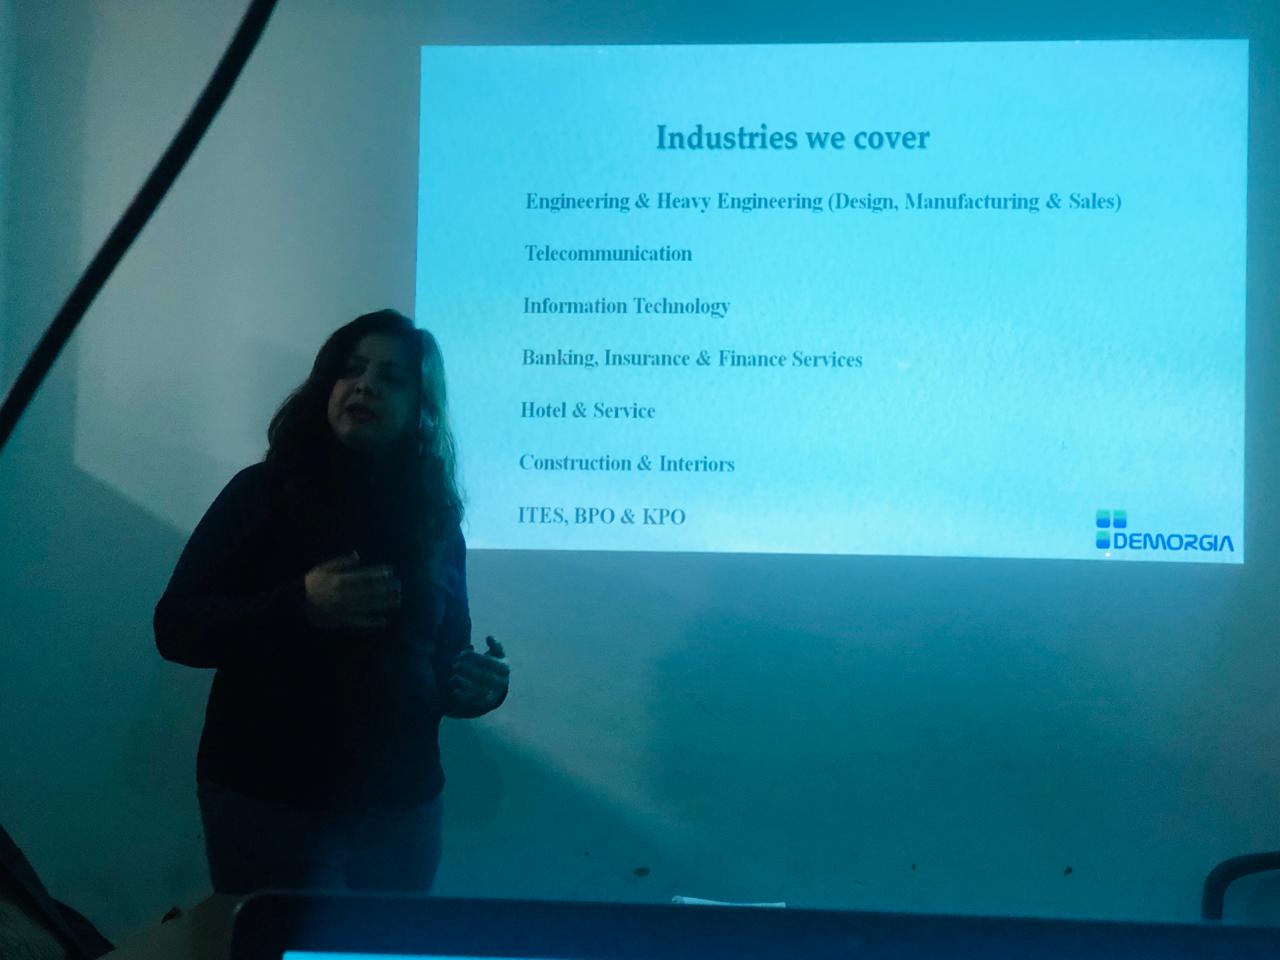 Industries we cover
Engineering & Heavy Engineering (Design, Manufacturing & Sales)
Telecommunication
Information Technology
Banking, Insurance & Finance Services
Hotel & Service
Construction & Interiors
ITES, BPO & KPO
DEMORGIA